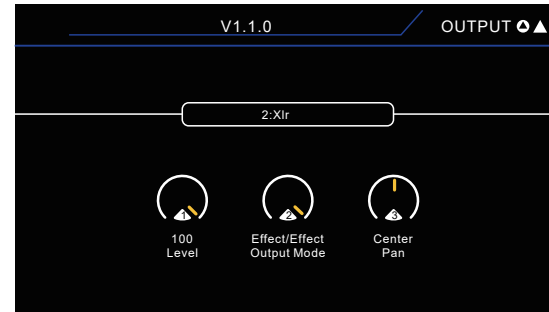 V1.1.0
OUTPUT
2:Xlr
1
2
3
100
Level
Effect/Effect
Output Mode
Center
Pan